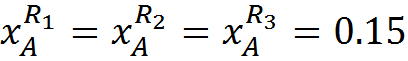 $x_A^{R_1} = x_A^{R_2} = x_A^{R_3} = 0.15$